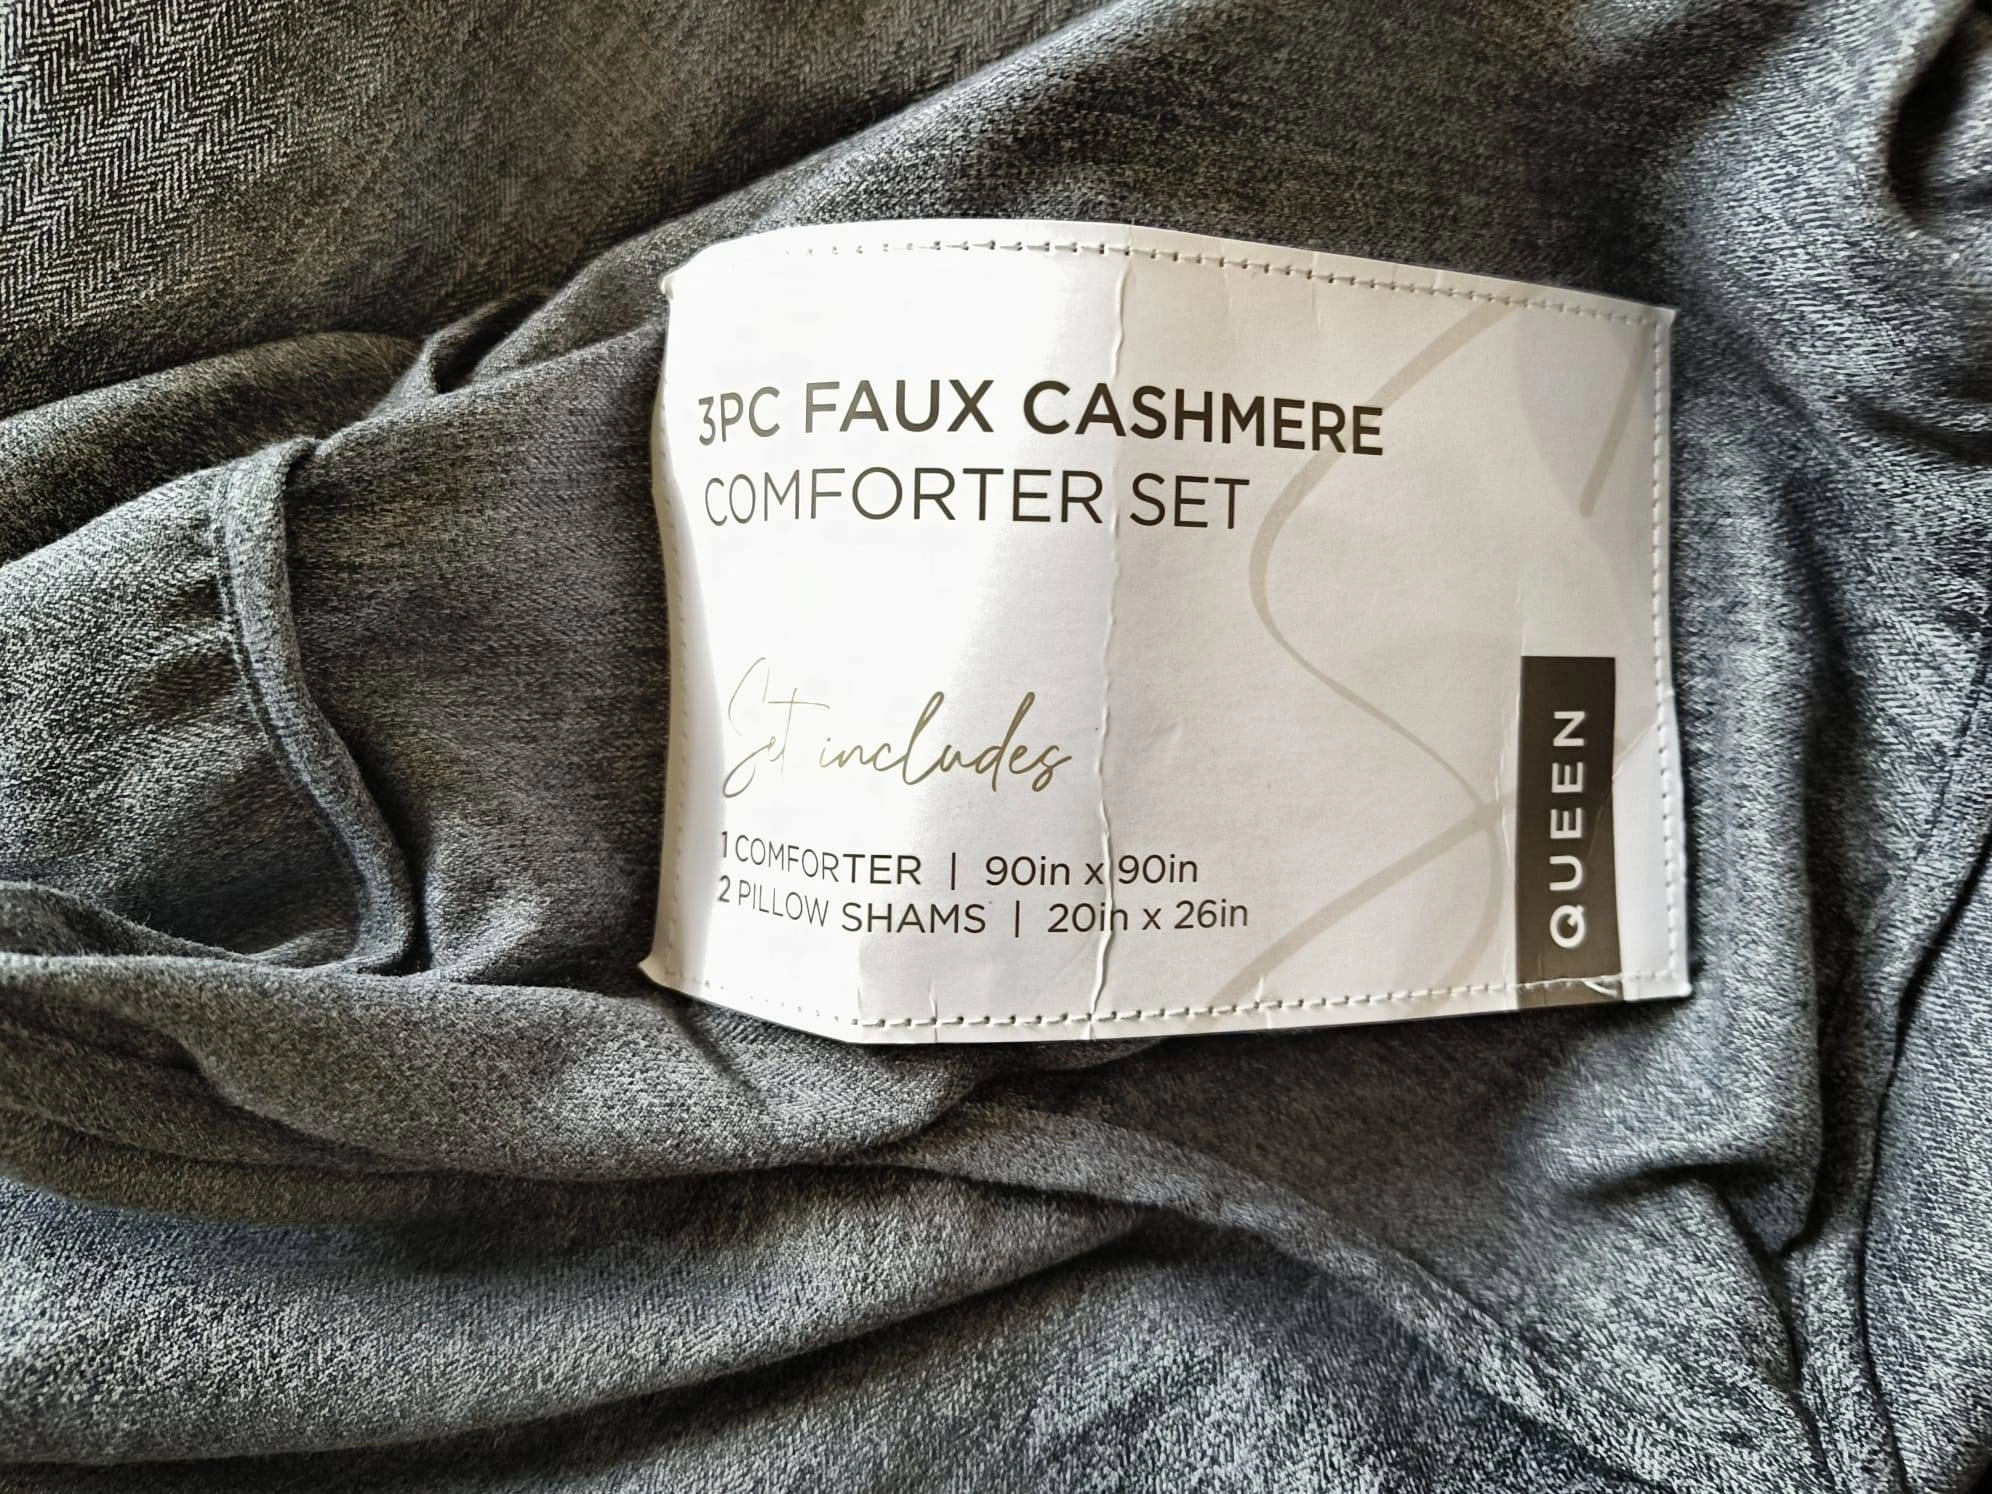 3PC FAUX CASHMERE
COMFORTER SET
Set includes
1 COMFORTER | 90in x 90in
2 PILLOW SHAMS | 20in x 26in
QUEEN